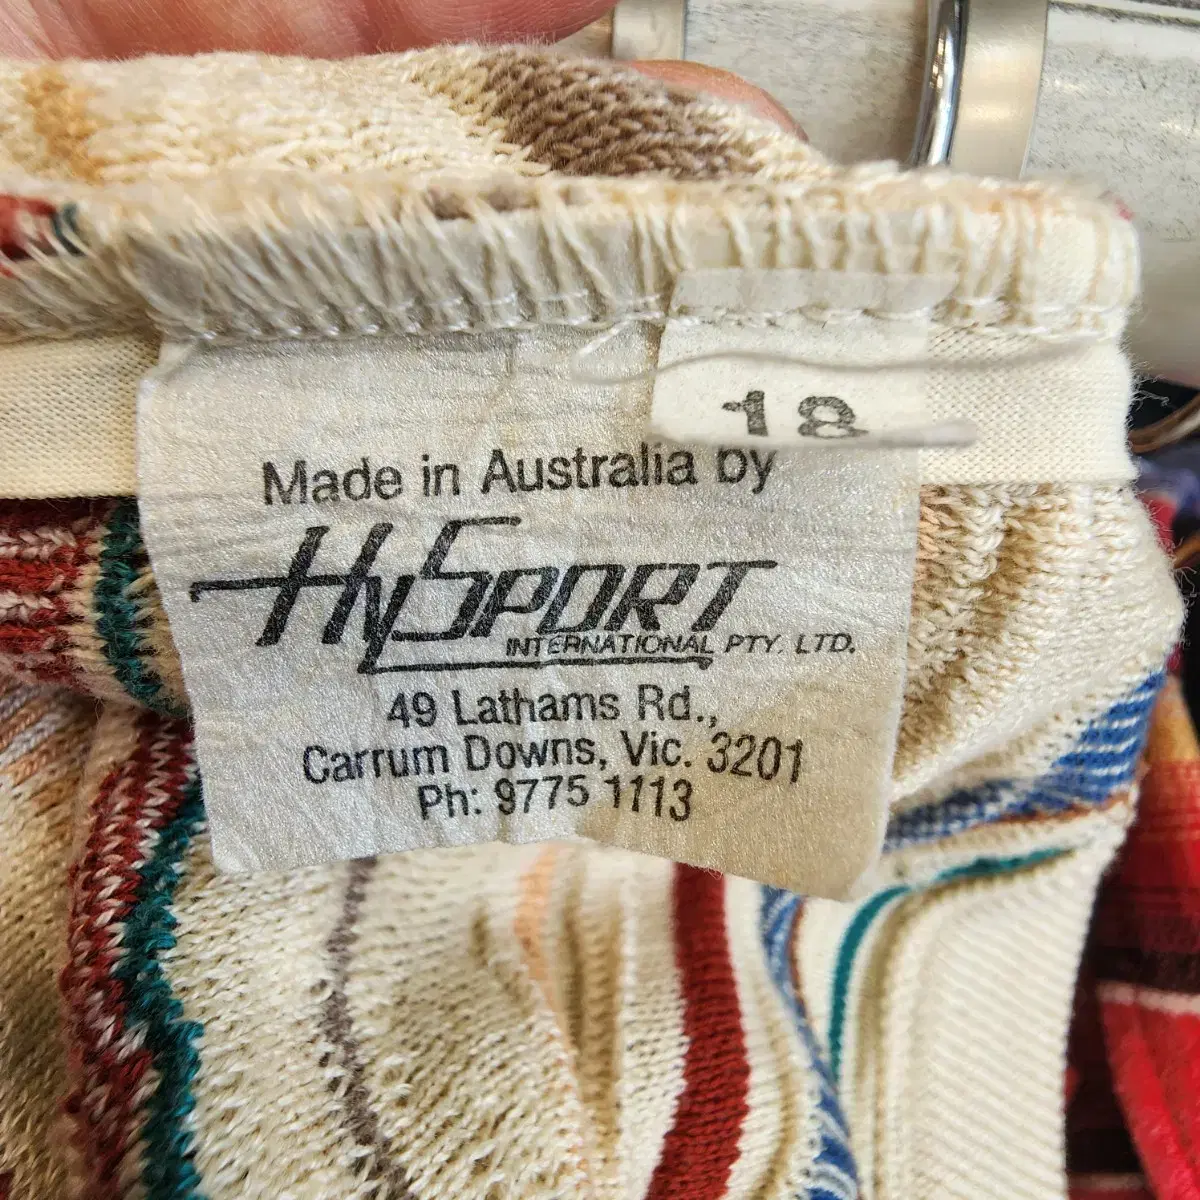 18
Made in Australia by
HySPORT
INTERNATIONAL PTY. LTD.
49 Lathams Rd.,
Carrum Downs, Vic. 3201
Ph: 9775 1113